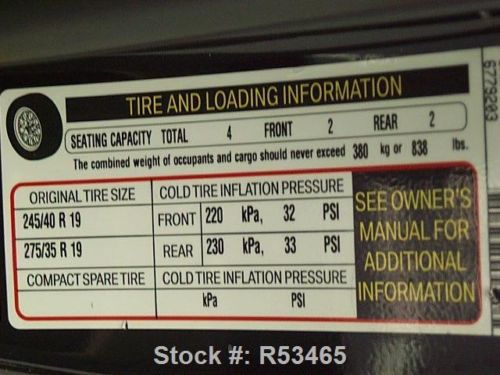 TIRE AND LOADING INFORMATION
SEATING CAPACITY TOTAL 4 FRONT 2 REAR 2
The combined weight of occupants and cargo should never exceed 380 kg or 838 lbs.
ORIGINAL TIRE SIZE COLD TIRE INFLATION PRESSURE
245/40 R 19 FRONT 220 kPa, 32 PSI
275/35 R 19 REAR 230 kPa, 33 PSI
COMPACT SPARE TIRE COLD TIRE INFLATION PRESSURE
kPa PSI
SEE OWNER'S
MANUAL FOR
ADDITIONAL
INFORMATION
67792